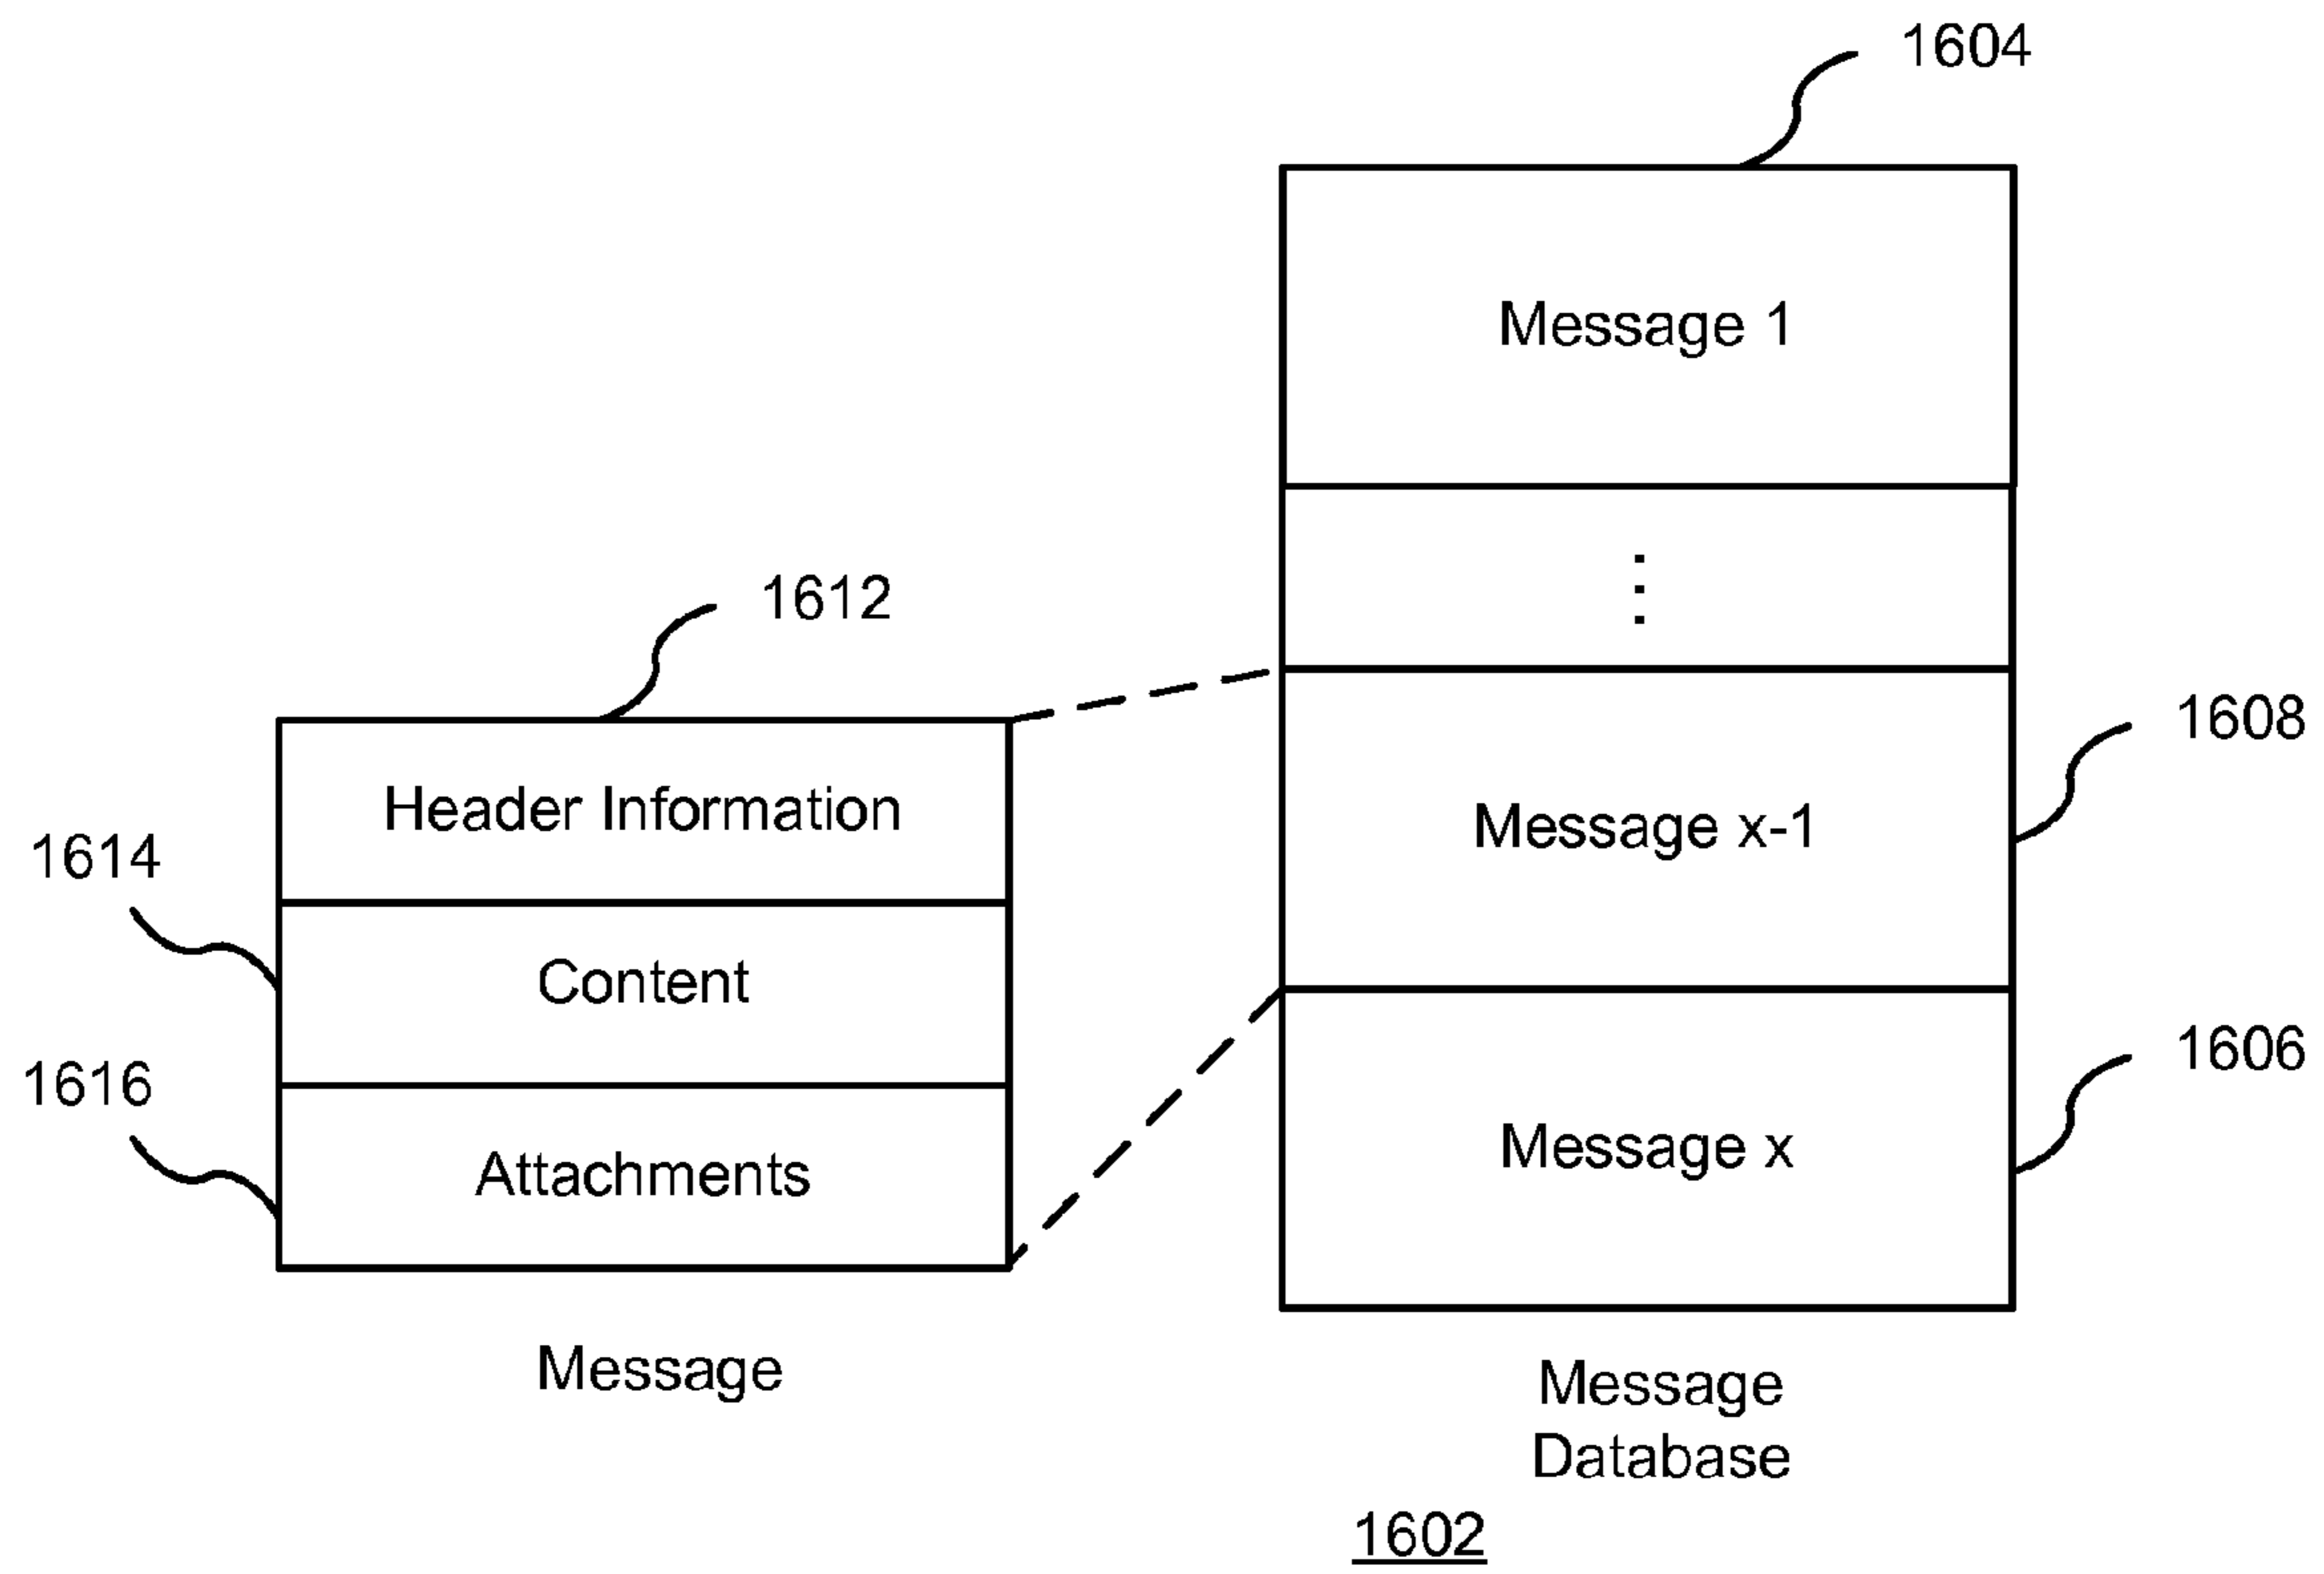 1604
Message 1
⋮
1612
1608
Header Information
Message x-1
1614
Content
1606
1616
Message x
Attachments
Message
Message
Database
1602